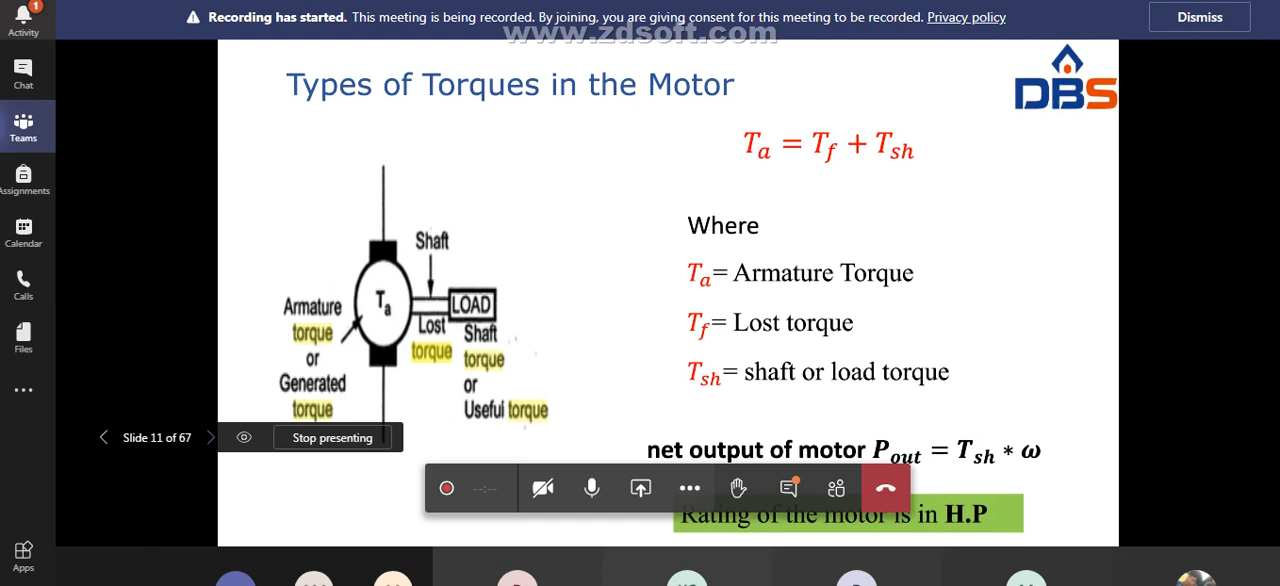 1
Activity
Chat
Teams
Assignments
Calendar
Calls
Files
Apps
Recording has started. This meeting is being recorded. By joining, you are giving consent for this meeting to be recorded. Privacy policy
Dismiss
www.zdsoft.com
Types of Torques in the Motor
DBS
Tₐ = T_f + Tₛₕ
Shaft
Tₐ
LOAD
Armature
torque
or
Generated
torque
Lost
torque
Shaft
torque
or
Useful torque
Where
Tₐ= Armature Torque
T_f= Lost torque
Tₛₕ= shaft or load torque
net output of motor Pₒᵤₜ = Tₛₕ * ω
Rating of the motor is in H.P
Slide 11 of 67
Stop presenting
--:--